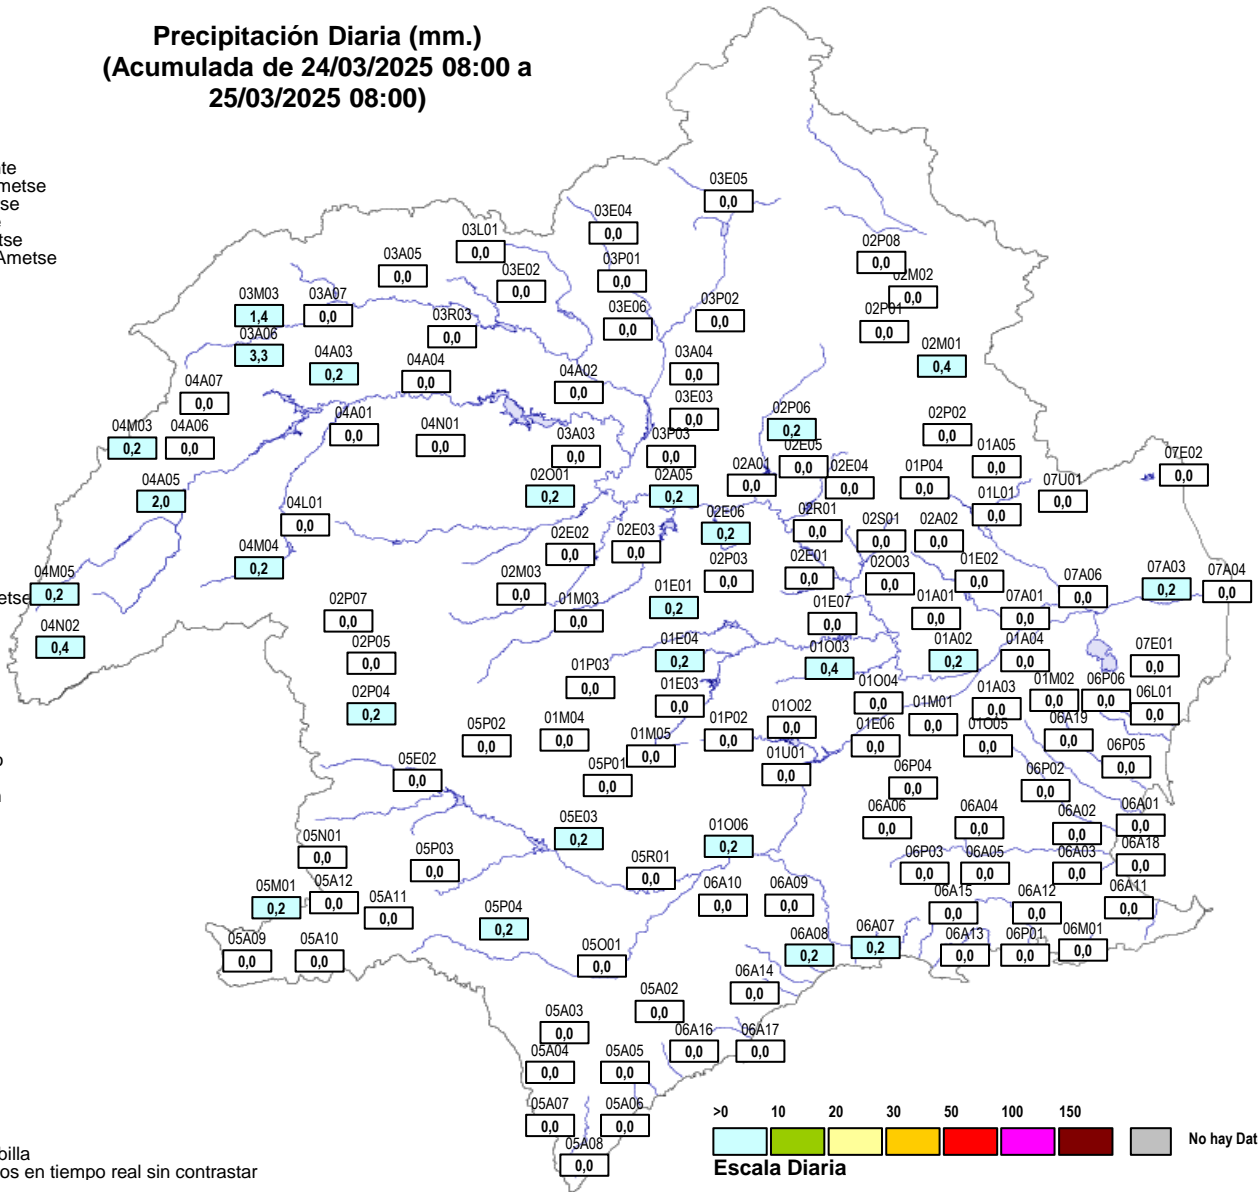 Precipitación Diaria (mm.)
(Acumulada de 24/03/2025 08:00 a
25/03/2025 08:00)
nte
metse
tse
e
tse
Ametse
03E05
0,0
03E04
0,0
03L01
0,0
03P01
0,0
03A05
0,0
03E02
0,0
02P08
0,0
02M02
0,0
03M03
1,4
03A07
0,0
03R03
0,0
03E06
0,0
03P02
0,0
02P01
0,0
03A06
3,3
04A03
0,2
04A04
0,0
04A02
0,0
03A04
0,0
02M01
0,4
04A07
0,0
03E03
0,0
04M03
0,2
04A06
0,0
04A01
0,0
04N01
0,0
03A03
0,0
03P03
0,0
02P06
0,2
02E05
0,0
02P02
0,0
01A05
0,0
07E02
0,0
04A05
2,0
02O01
0,2
02A05
0,2
02A01
0,0
02E04
0,0
01P04
0,0
01L01
0,0
07U01
0,0
04L01
0,0
02E02
0,0
02E03
0,0
02E06
0,2
02R01
0,0
02S01
0,0
02A02
0,0
04M04
0,2
02M03
0,0
02P03
0,0
02E01
0,0
02O03
0,0
01E02
0,0
04M05
0,2
etse
01M03
0,0
01E01
0,2
01E07
0,0
01A01
0,0
07A01
0,0
07A06
0,0
07A03
0,2
07A04
0,0
04N02
0,4
02P07
0,0
02P05
0,0
01P03
0,0
01E04
0,2
01O03
0,4
01A02
0,2
01A04
0,0
07E01
0,0
02P04
0,2
01E03
0,0
01O04
0,0
01M01
0,0
01A03
0,0
01M02
0,0
06P06
0,0
06L01
0,0
05P02
0,0
01M04
0,0
01M05
0,0
01P02
0,0
01O02
0,0
01E06
0,0
01O05
0,0
06A19
0,0
06P05
0,0
o
05E02
0,0
05P01
0,0
01U01
0,0
06P04
0,0
06P02
0,0
05E03
0,2
01O06
0,2
06A06
0,0
06A04
0,0
06A02
0,0
06A01
0,0
05N01
0,0
05P03
0,0
05R01
0,0
06P03
0,0
06A05
0,0
06A03
0,0
06A18
0,0
05M01
0,2
05A12
0,0
05A11
0,0
06A10
0,0
06A09
0,0
06A15
0,0
06A12
0,0
06A11
0,0
05P04
0,2
05A09
0,0
05A10
0,0
05O01
0,0
06A08
0,2
06A07
0,2
06A13
0,0
06P01
0,0
06M01
0,0
06A14
0,0
05A03
0,0
05A02
0,0
06A16
0,0
06A17
0,0
05A04
0,0
05A05
0,0
05A07
0,0
05A06
0,0
05A08
0,0
>0 10 20 30 50 100 150
No hay Dat
Escala Diaria
billa
os en tiempo real sin contrastar